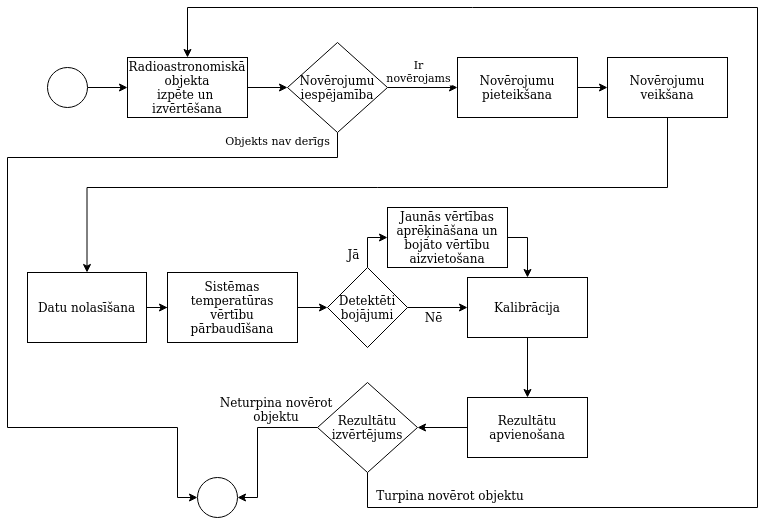 Radioastronomiskā
objekta
izpēte un
izvērtēšana
Novērojumu
iespējamība
Ir
novērojams
Novērojumu
pieteikšana
Novērojumu
veikšana
Objekts nav derīgs
Datu nolasīšana
Sistēmas
temperatūras
vērtību
pārbaudīšana
Detektēti
bojājumi
Jā
Jaunās vērtības
aprēķināšana un
bojāto vērtību
aizvietošana
Nē
Kalibrācija
Rezultātu
apvienošana
Rezultātu
izvērtējums
Neturpina novērot
objektu
Turpina novērot objektu